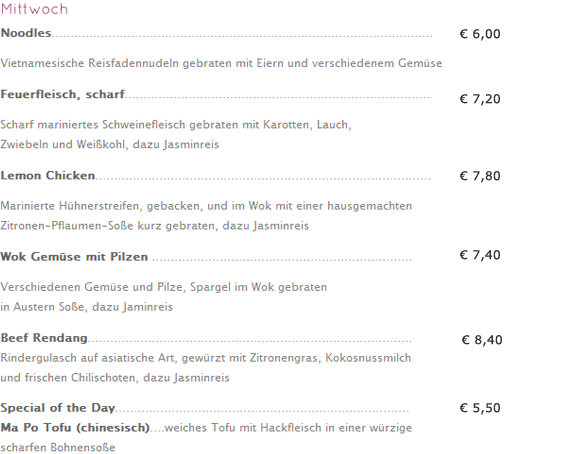 Mittwoch
Noodles.................................................................................... € 6,00
Vietnamesische Reisfadennudeln gebraten mit Eiern und verschiedenem Gemüse
Feuerfleisch, scharf.................................................................... € 7,20
Scharf mariniertes Schweinefleisch gebraten mit Karotten, Lauch,
Zwiebeln und Weißkohl, dazu Jasminreis
Lemon Chicken.......................................................................... € 7,80
Marinierte Hühnerstreifen, gebacken, und im Wok mit einer hausgemachten
Zitronen-Pflaumen-Soße kurz gebraten, dazu Jasminreis
Wok Gemüse mit Pilzen ......................................................... € 7,40
Verschiedenen Gemüse und Pilze, Spargel im Wok gebraten
in Austern Soße, dazu Jaminreis
Beef Rendang....................................................................... € 8,40
Rindergulasch auf asiatische Art, gewürzt mit Zitronengras, Kokosnussmilch
und frischen Chilischoten, dazu Jasminreis
Special of the Day................................................................. € 5,50
Ma Po Tofu (chinesisch)....weiches Tofu mit Hackfleisch in einer würzige
scharfen Bohnensoße